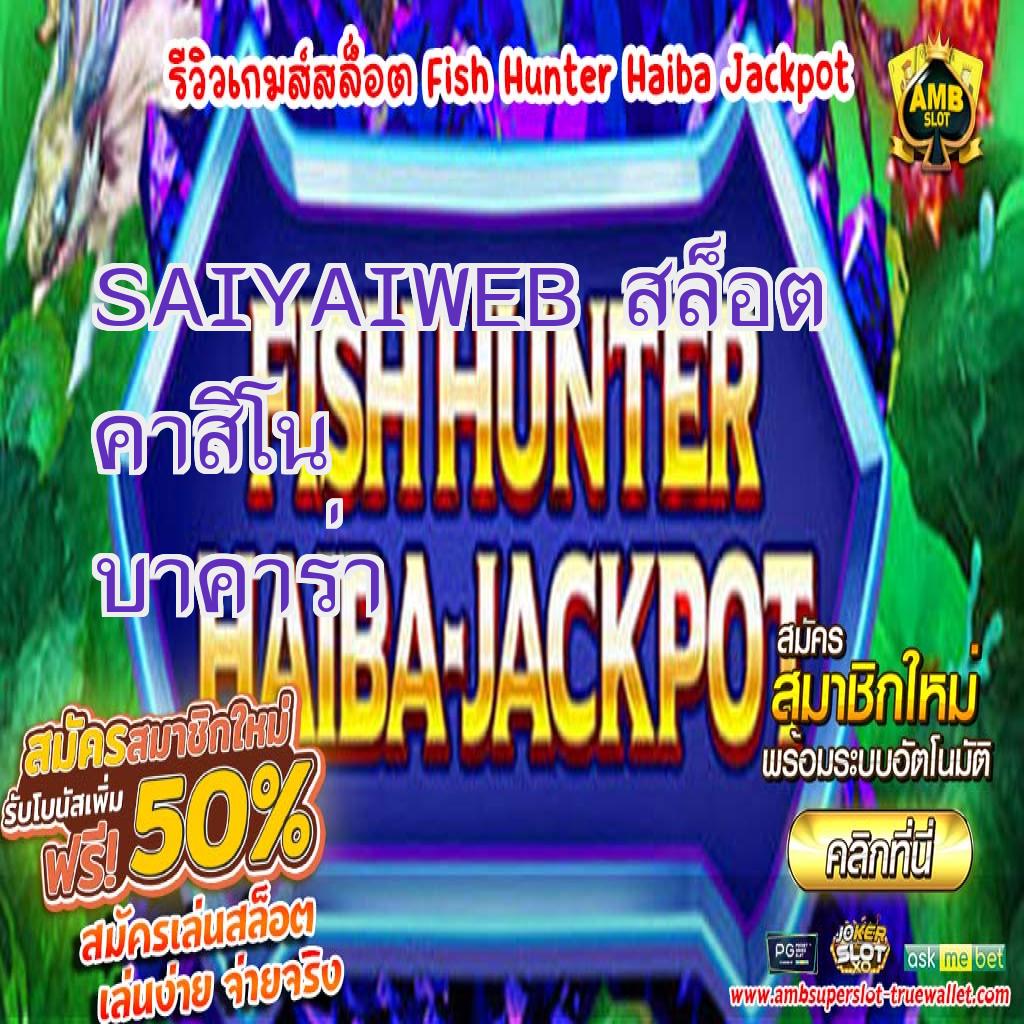 รีวิวเกมส์สล็อต Fish Hunter Haiba Jackpot
AMB
SLOT
SAIYAIWEB สล็อต
FISH HUNTER
คาสิโน
บาคาร่า
HAIBA·JACKPOT
สมัคร
สมาชิกใหม่
พร้อมระบบอัตโนมัติ
คลิกที่นี่
สมัครสมาชิกใหม่
รับโบนัสเพิ่ม
ฟรี! 50%
สมัครเล่นสล็อต
เล่นง่าย จ่ายจริง
PG
JOKER
SLOT
XO
ask me bet
www.ambsuperslot-truewallet.com